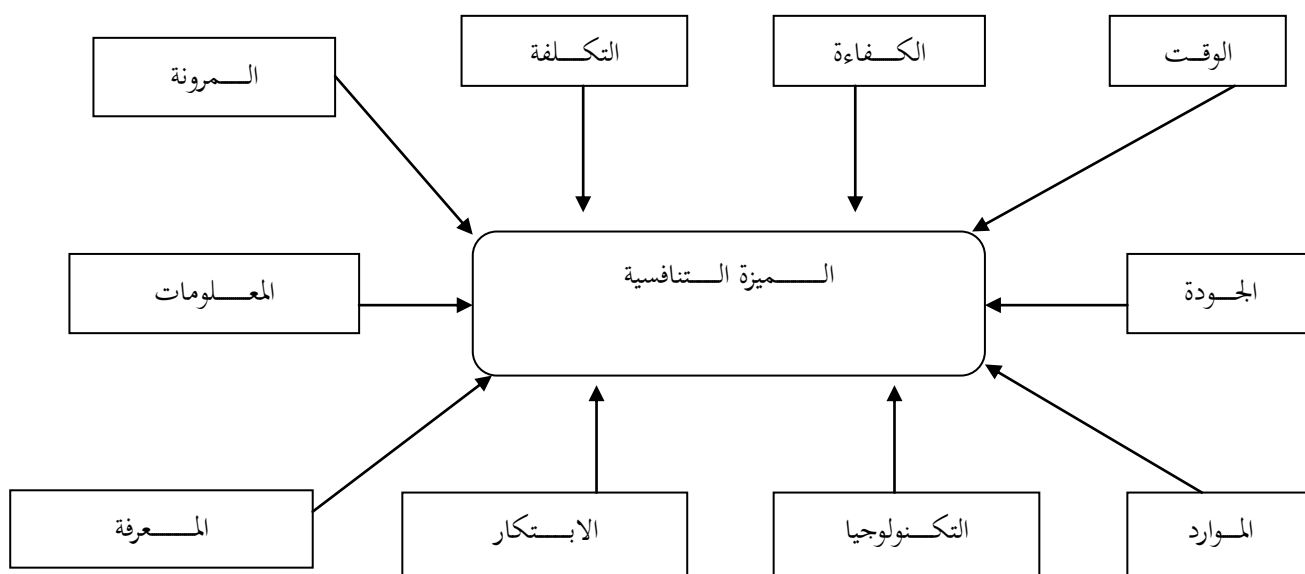 الوقت
الكفاءة
التكلفة
المرونة
الميزة التنافسية
الجودة
المعلومات
الموارد
التكنولوجيا
الابتكار
المعرفة